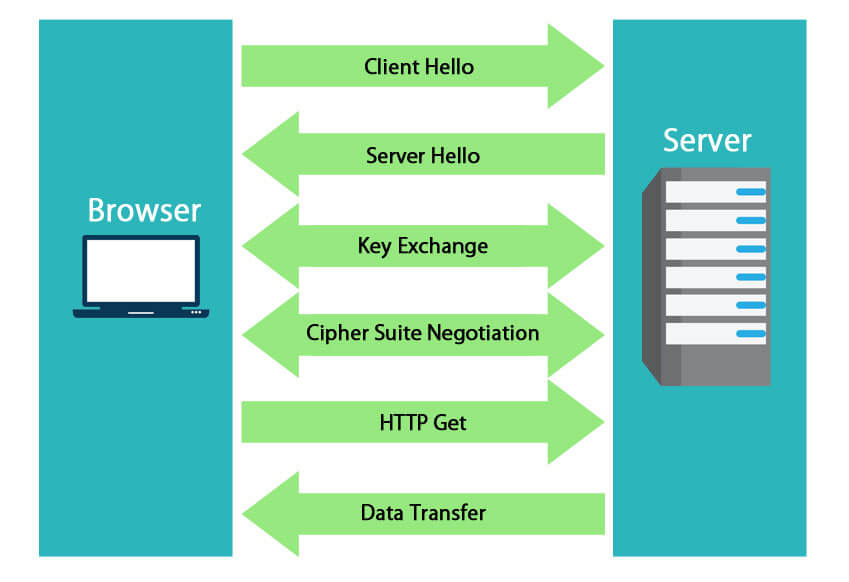 Client Hello
Server Hello
Key Exchange
Cipher Suite Negotiation
HTTP Get
Data Transfer
Browser
Server